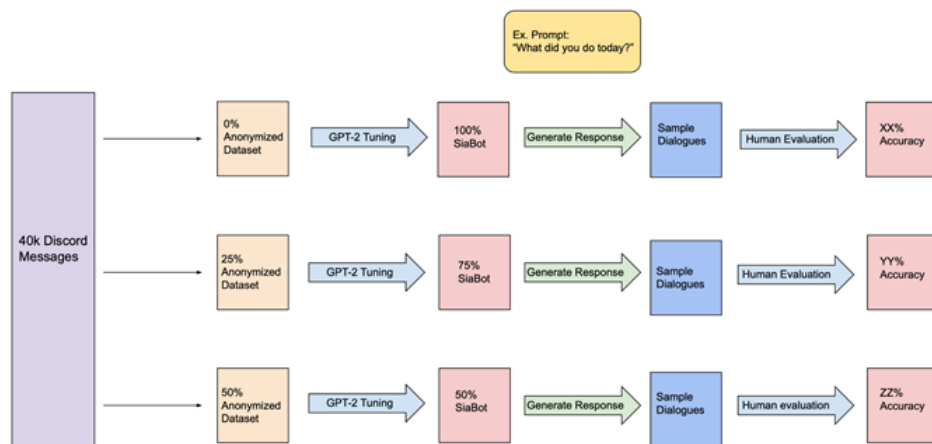 Ex. Prompt:
"What did you do today?"
40k Discord
Messages
0%
Anonymized
Dataset
GPT-2 Tuning
100%
SiaBot
Generate Response
Sample
Dialogues
Human Evaluation
XX%
Accuracy
25%
Anonymized
Dataset
GPT-2 Tuning
75%
SiaBot
Generate Response
Sample
Dialogues
Human Evaluation
YY%
Accuracy
50%
Anonymized
Dataset
GPT-2 Tuning
50%
SiaBot
Generate Response
Sample
Dialogues
Human evaluation
ZZ%
Accuracy